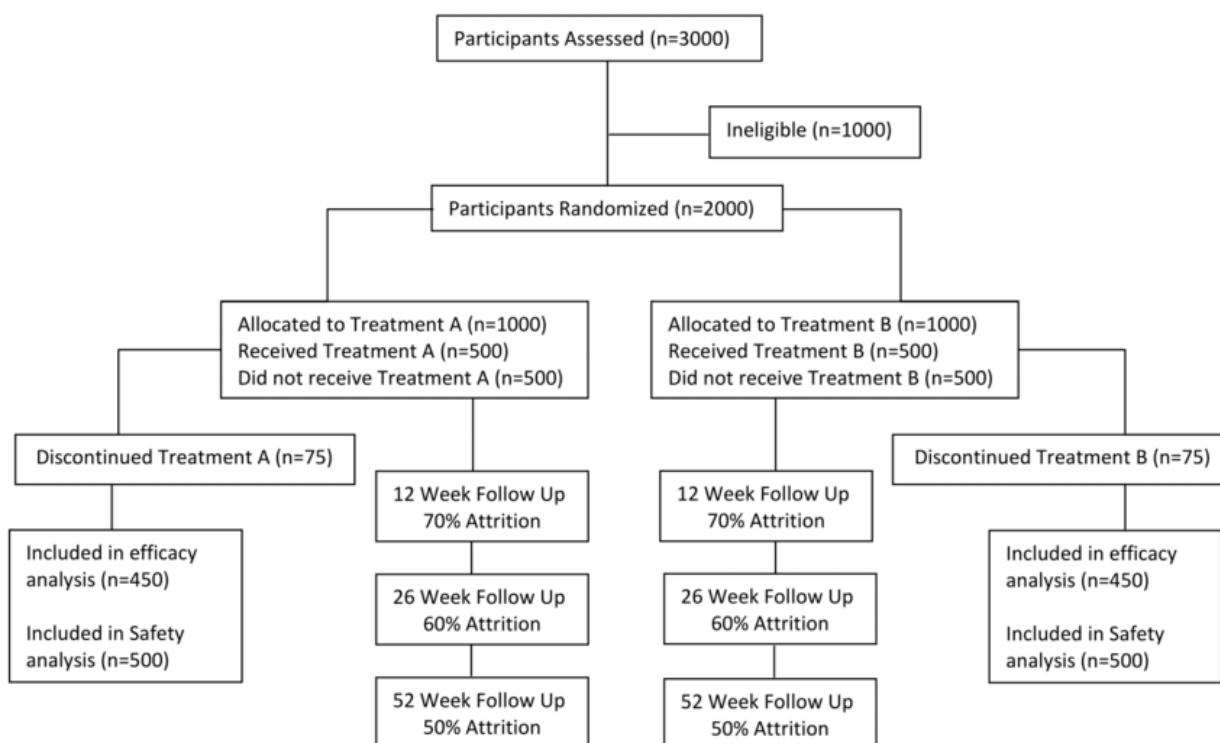 Participants Assessed (n=3000)
Ineligible (n=1000)
Participants Randomized (n=2000)
Allocated to Treatment A (n=1000)
Received Treatment A (n=500)
Did not receive Treatment A (n=500)
Allocated to Treatment B (n=1000)
Received Treatment B (n=500)
Did not receive Treatment B (n=500)
Discontinued Treatment A (n=75)
Discontinued Treatment B (n=75)
12 Week Follow Up
70% Attrition
12 Week Follow Up
70% Attrition
Included in efficacy
analysis (n=450)
Included in Safety
analysis (n=500)
26 Week Follow Up
60% Attrition
26 Week Follow Up
60% Attrition
Included in efficacy
analysis (n=450)
Included in Safety
analysis (n=500)
52 Week Follow Up
50% Attrition
52 Week Follow Up
50% Attrition